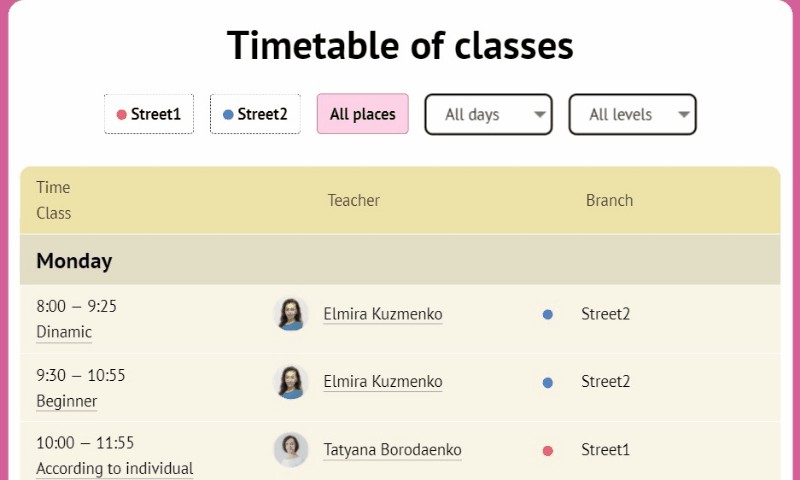 Timetable of classes
Street1 Street2 All places All days All levels
Time
Class
Teacher Branch
Monday
8:00 — 9:25
Dinamic
Elmira Kuzmenko Street2
9:30 — 10:55
Beginner
Elmira Kuzmenko Street2
10:00 — 11:55
According to individual
Tatyana Borodaenko Street1